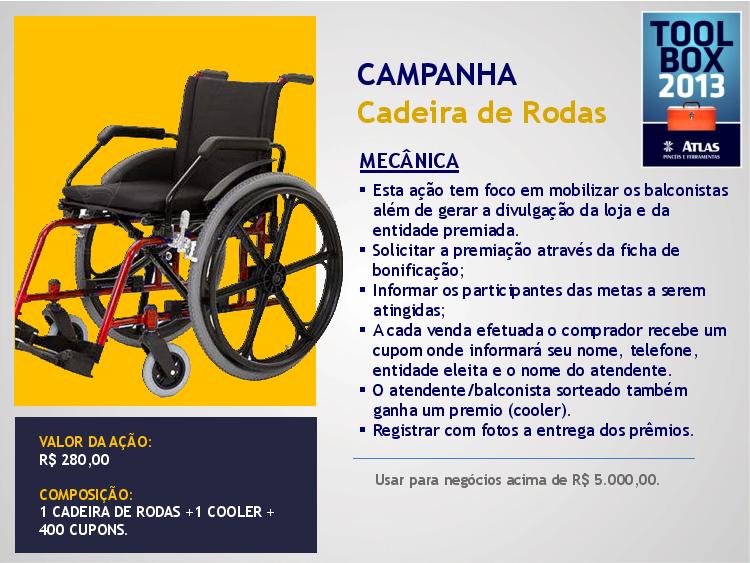 CAMPANHA
Cadeira de Rodas
TOOL
BOX
2013
ATLAS
PINCÉIS E FERRAMENTAS
MECÂNICA
▪ Esta ação tem foco em mobilizar os balconistas
além de gerar a divulgação da loja e da
entidade premiada.
▪ Solicitar a premiação através da ficha de
bonificação;
▪ Informar os participantes das metas a serem
atingidas;
▪ A cada venda efetuada o comprador recebe um
cupom onde informará seu nome, telefone,
entidade eleita e o nome do atendente.
▪ O atendente/balconista sorteado também
ganha um premio (cooler).
▪ Registrar com fotos a entrega dos prêmios.
Usar para negócios acima de R$ 5.000,00.
VALOR DA AÇÃO:
R$ 280,00
COMPOSIÇÃO:
1 CADEIRA DE RODAS +1 COOLER +
400 CUPONS.